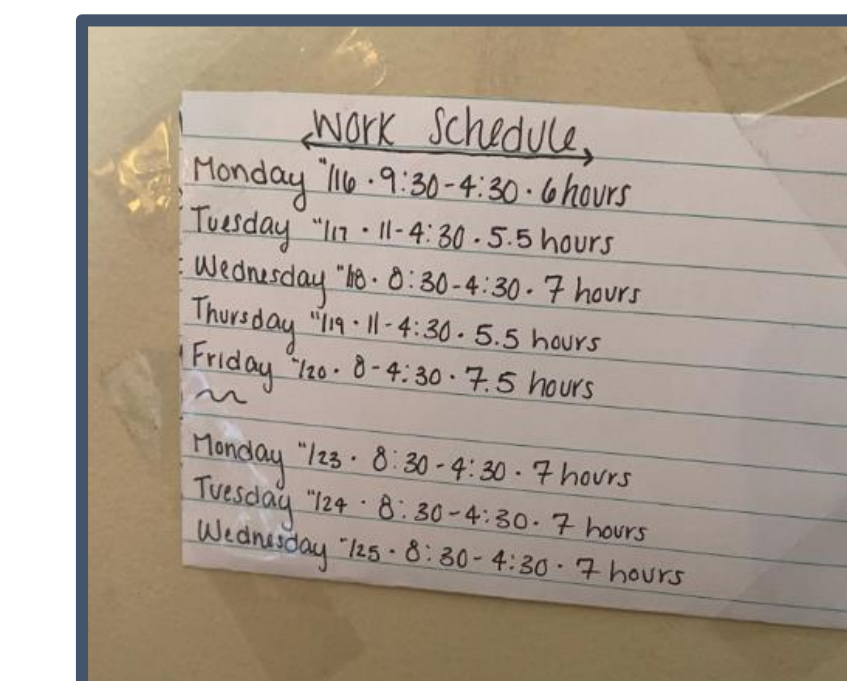 Work Schedule
Monday 11/16 · 9:30-4:30 · 6 hours
Tuesday 11/17 · 11-4:30 · 5.5 hours
Wednesday 11/18 · 8:30-4:30 · 7 hours
Thursday 11/19 · 11-4:30 · 5.5 hours
Friday 11/20 · 8-4:30 · 7.5 hours
Monday 11/23 · 8:30-4:30 · 7 hours
Tuesday 11/24 · 8:30-4:30 · 7 hours
Wednesday 11/25 · 8:30-4:30 · 7 hours